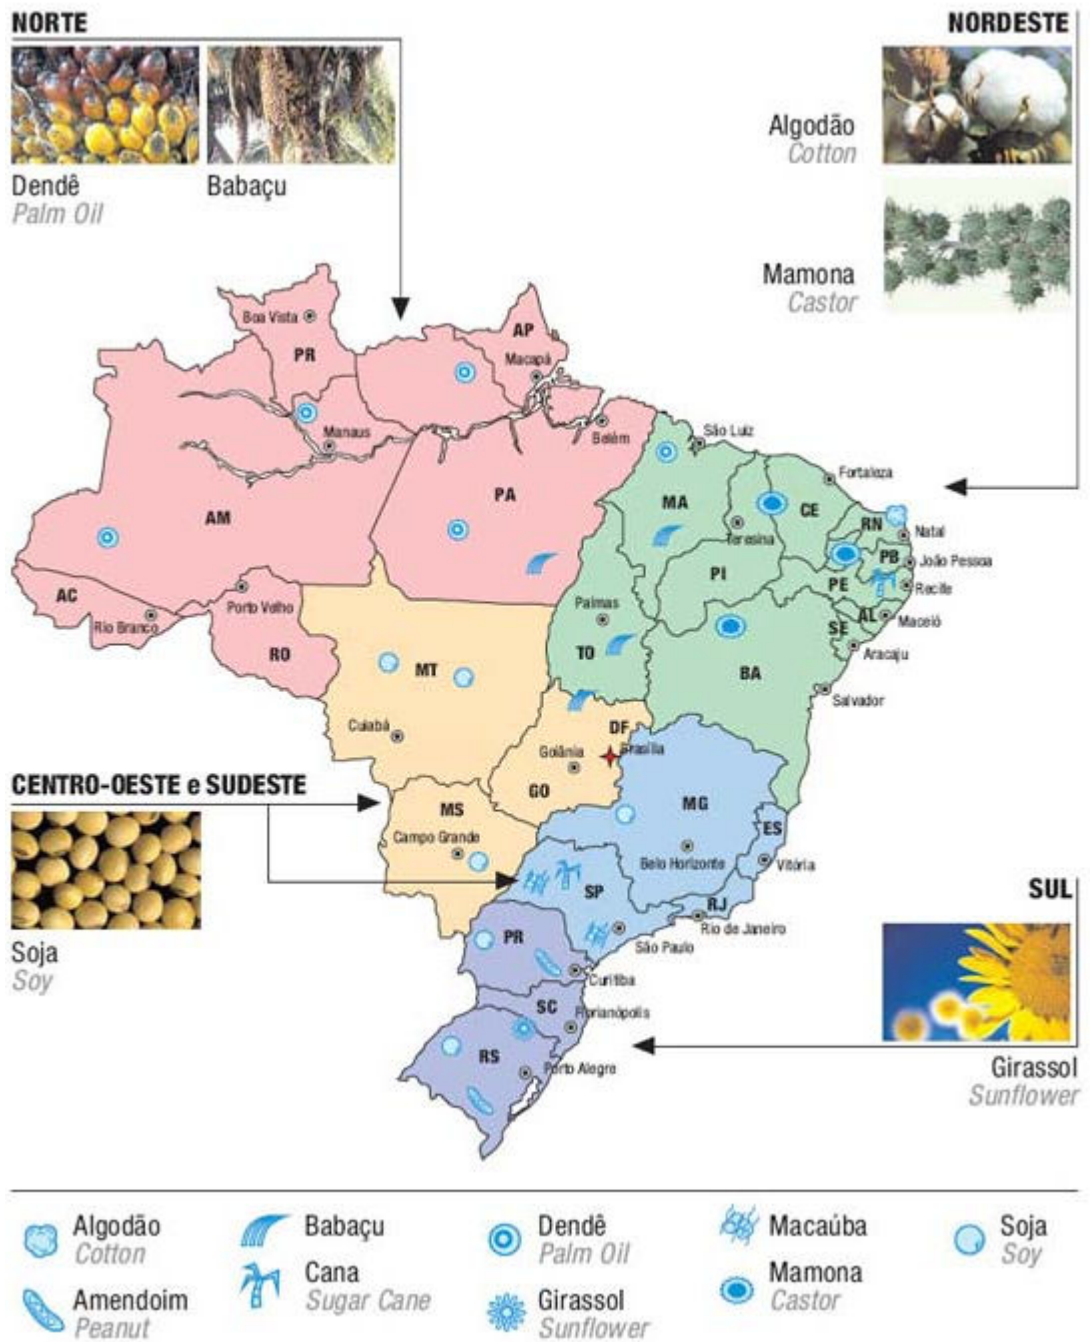 NORTE
Dendê
Palm Oil
Babaçu
NORDESTE
Algodão
Cotton
Mamona
Castor
Boa Vista
PR
AP
Macapá
Manaus
Belém
São Luiz
Fortaleza
AM
PA
MA
CE
RN
Natal
Teresina
PI
PB
João Pessoa
PE
Recife
AL
Maceió
SE
Aracaju
AC
Rio Branco
Porto Velho
RO
Palmas
TO
BA
Salvador
MT
Cuiabá
DF
Brasília
Goiânia
GO
CENTRO-OESTE e SUDESTE
Soja
Soy
MS
Campo Grande
MG
Belo Horizonte
ES
Vitória
SP
São Paulo
RJ
Rio de Janeiro
PR
Curitiba
SC
Florianópolis
RS
Porto Alegre
SUL
Girassol
Sunflower
Algodão
Cotton
Amendoim
Peanut
Babaçu
Cana
Sugar Cane
Dendê
Palm Oil
Girassol
Sunflower
Macaúba
Mamona
Castor
Soja
Soy